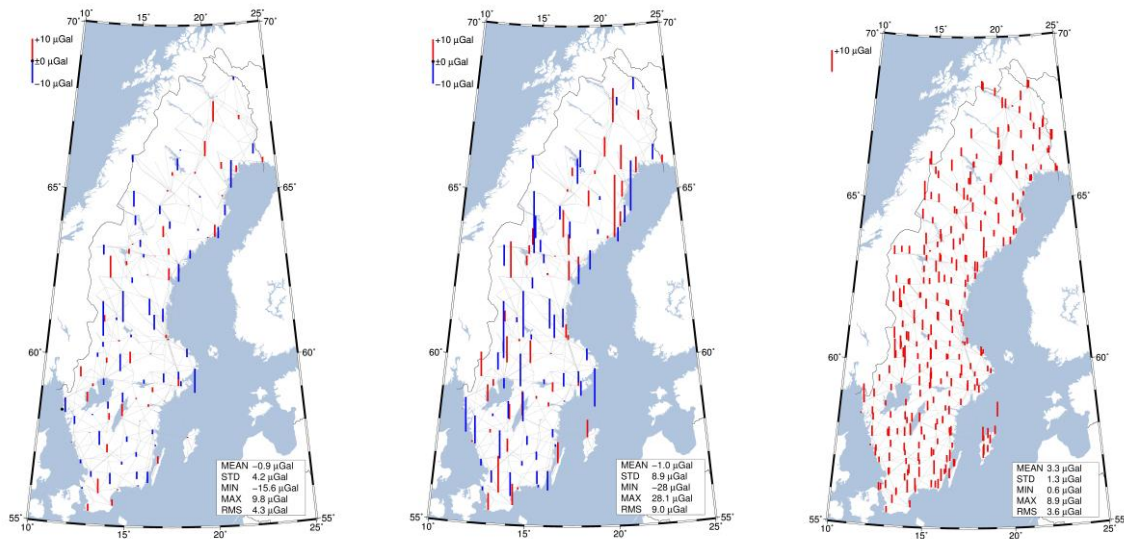 10° 15° 20° 25°
70° 70°
+10 µGal
±0 µGal
−10 µGal
65° 65°
60° 60°
MEAN −0.9 µGal
STD 4.2 µGal
MIN −15.6 µGal
MAX 9.8 µGal
RMS 4.3 µGal
55° 55°
10° 15° 20° 25°
10° 15° 20° 25°
70° 70°
+10 µGal
±0 µGal
−10 µGal
65° 65°
60° 60°
MEAN −1.0 µGal
STD 8.9 µGal
MIN −28 µGal
MAX 28.1 µGal
RMS 9.0 µGal
55° 55°
10° 15° 20° 25°
10° 15° 20° 25°
70° 70°
+10 µGal
65° 65°
60° 60°
MEAN 3.3 µGal
STD 1.3 µGal
MIN 0.6 µGal
MAX 8.9 µGal
RMS 3.6 µGal
55° 55°
10° 15° 20° 25°